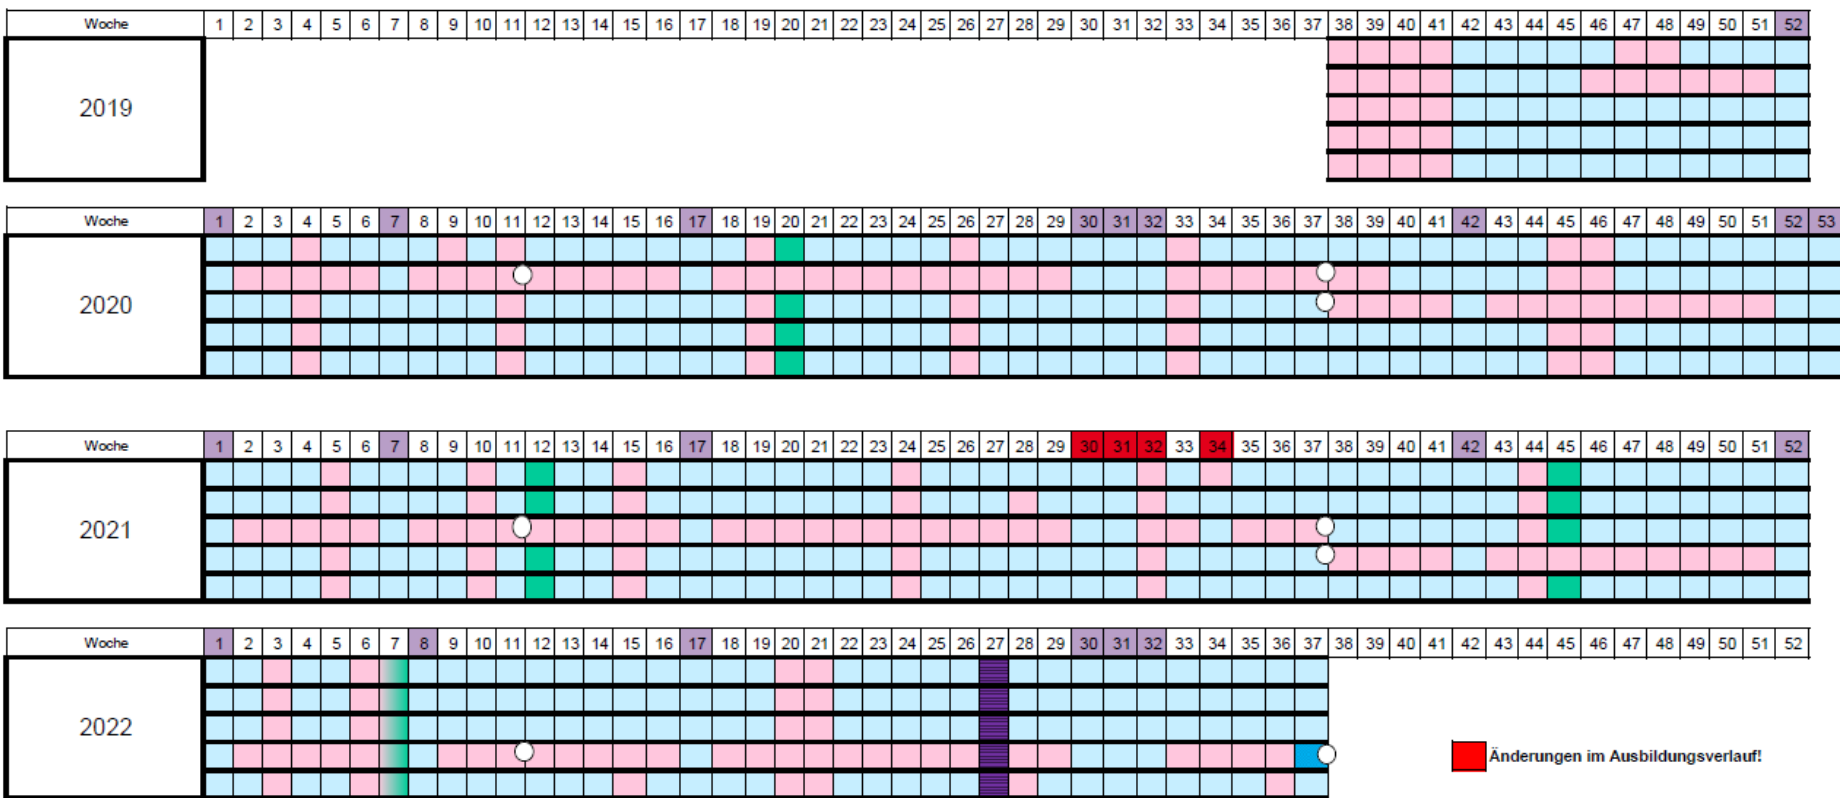 Woche 1 2 3 4 5 6 7 8 9 10 11 12 13 14 15 16 17 18 19 20 21 22 23 24 25 26 27 28 29 30 31 32 33 34 35 36 37 38 39 40 41 42 43 44 45 46 47 48 49 50 51 52
2019
Woche 1 2 3 4 5 6 7 8 9 10 11 12 13 14 15 16 17 18 19 20 21 22 23 24 25 26 27 28 29 30 31 32 33 34 35 36 37 38 39 40 41 42 43 44 45 46 47 48 49 50 51 52 53
2020
Woche 1 2 3 4 5 6 7 8 9 10 11 12 13 14 15 16 17 18 19 20 21 22 23 24 25 26 27 28 29 30 31 32 33 34 35 36 37 38 39 40 41 42 43 44 45 46 47 48 49 50 51 52
2021
Woche 1 2 3 4 5 6 7 8 9 10 11 12 13 14 15 16 17 18 19 20 21 22 23 24 25 26 27 28 29 30 31 32 33 34 35 36 37 38 39 40 41 42 43 44 45 46 47 48 49 50 51 52
2022
Änderungen im Ausbildungsverlauf!